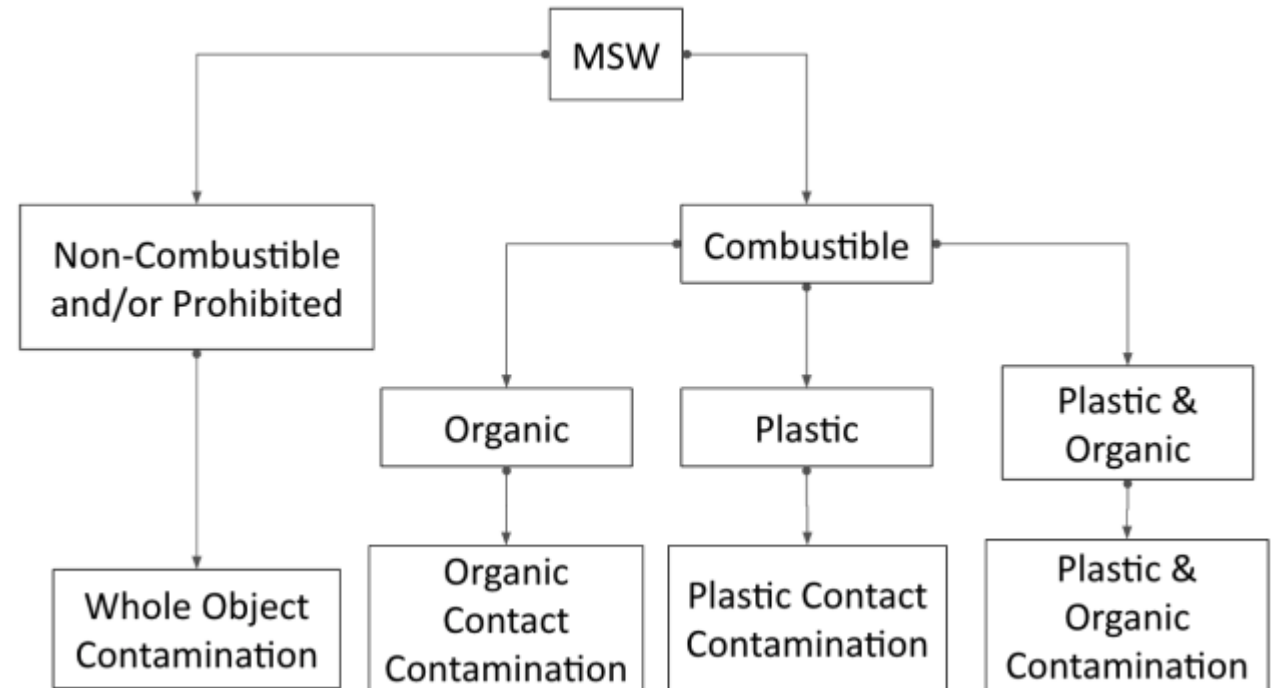 MSW
Non-Combustible
and/or Prohibited
Combustible
Organic
Plastic
Plastic &
Organic
Whole Object
Contamination
Organic
Contact
Contamination
Plastic Contact
Contamination
Plastic &
Organic
Contamination